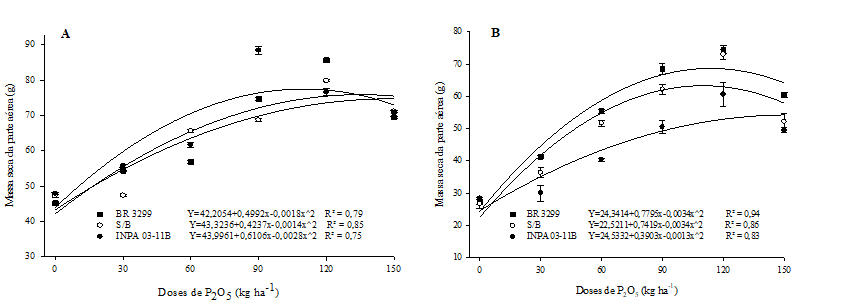 A
Massa seca da parte aérea (g)
90
80
70
60
50
40
30
BR 3299 Y=42,2054+0,4992x-0,0018x^2 R² = 0,79
S/B Y=43,3236+0,4237x-0,0014x^2 R² = 0,85
INPA 03-11B Y=43,9961+0,6106x-0,0028x^2 R² = 0,75
0 30 60 90 120 150
Doses de P2O5 (kg ha-1)
B
Massa seca da parte aérea (g)
80
70
60
50
40
30
20
10
BR 3299 Y=24,3414+0,7795x-0,0034x^2 R² = 0,94
S/B Y=22,5211+0,7419x-0,0034x^2 R² = 0,86
INPA 03-11B Y=24,5332+0,3903x-0,0013x^2 R² = 0,83
0 30 60 90 120 150
Doses de P2O5 (kg ha-1)